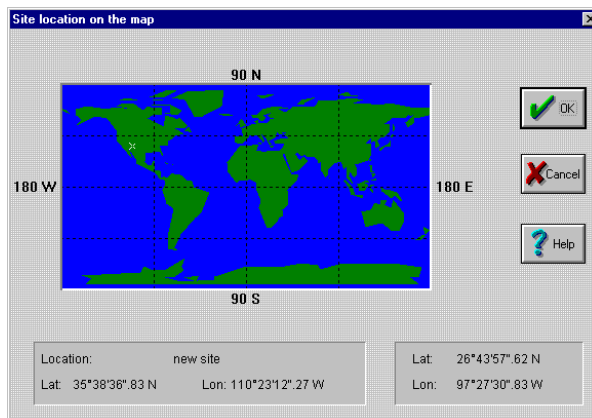 Site location on the map
90 N
180 W
180 E
90 S
OK
Cancel
Help
Location: new site
Lat: 35°38'36".83 N Lon: 110°23'12".27 W
Lat: 26°43'57".62 N
Lon: 97°27'30".83 W